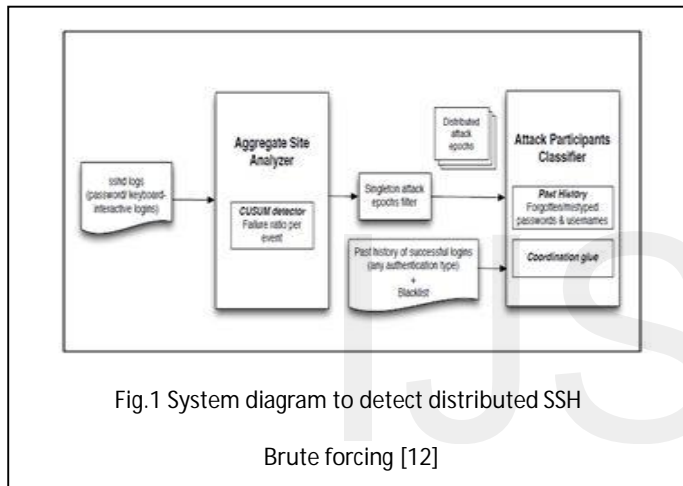 sshd logs
(password/ keyboard-
interactive logins)
Aggregate Site
Analyzer
CUSUM detector
Failure ratio per
event
Singleton attack
epochs filter
Distributed
attack
epochs
Past history of successful logins
(any authentication type)
+
Blacklist
Attack Participants
Classifier
Past History
Forgotten/mistyped
passwords & usernames
Coordination glue
IJS
Fig.1 System diagram to detect distributed SSH
Brute forcing [12]